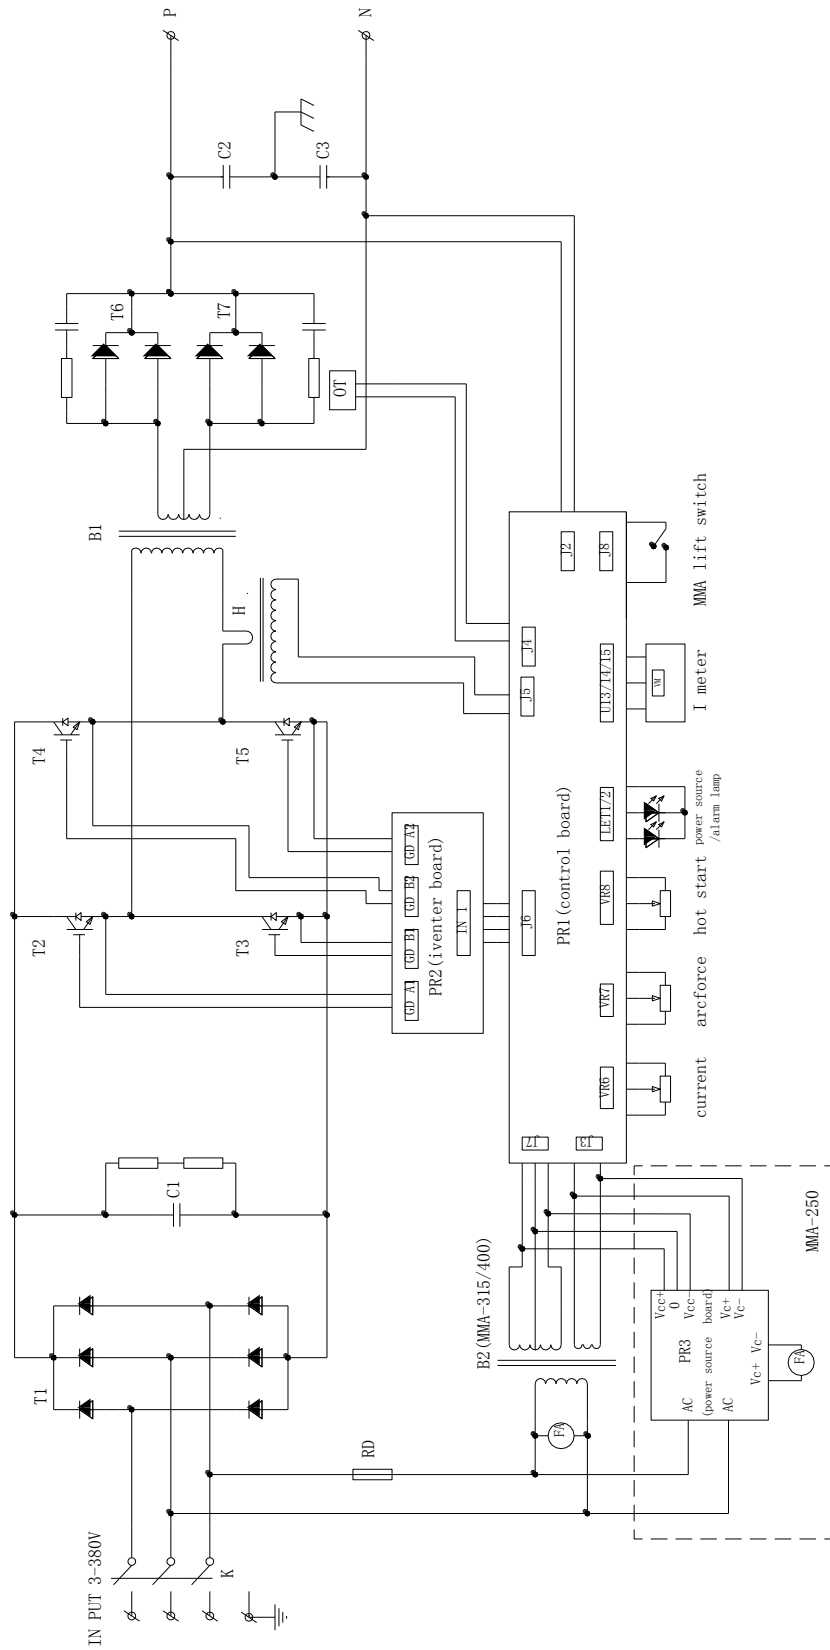 P
N
C2
C3
T6
T7
OT
B1
H
T4
T5
T2
T3
GD A2
GD B2
GD B1
GD A1
IN 1
PR2(iventer board)
J2
J8
J4
J5
U13/14/15
VM
LET1/2
J6
PR1(control board)
VR8
VR7
VR6
J7
J3
MMA lift switch
I meter
power source
/alarm lamp
hot start
arcforce
current
C1
T1
B2(MMA-315/400)
MMA-250
Vcc+
0
Vcc-
Vc+
Vc-
PR3
(power source board)
AC
AC
Vc+ Vc-
FA
FA
RD
K
IN PUT 3-380V